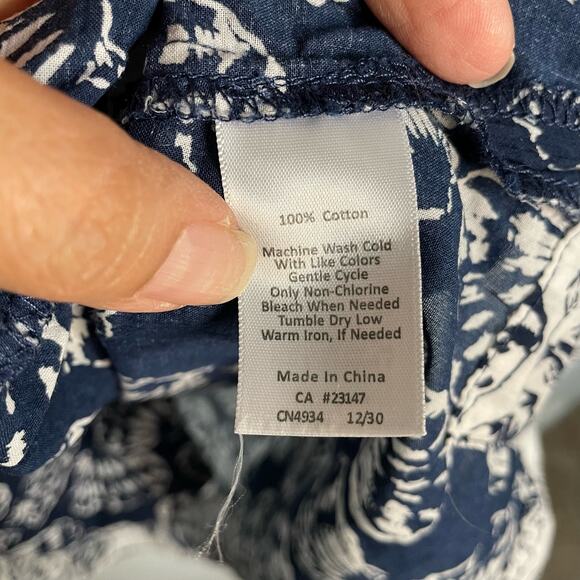 100% Cotton
Machine Wash Cold
With Like Colors
Gentle Cycle
Only Non-Chlorine
Bleach When Needed
Tumble Dry Low
Warm Iron, If Needed
Made In China
CA #23147
CN4934 12/30